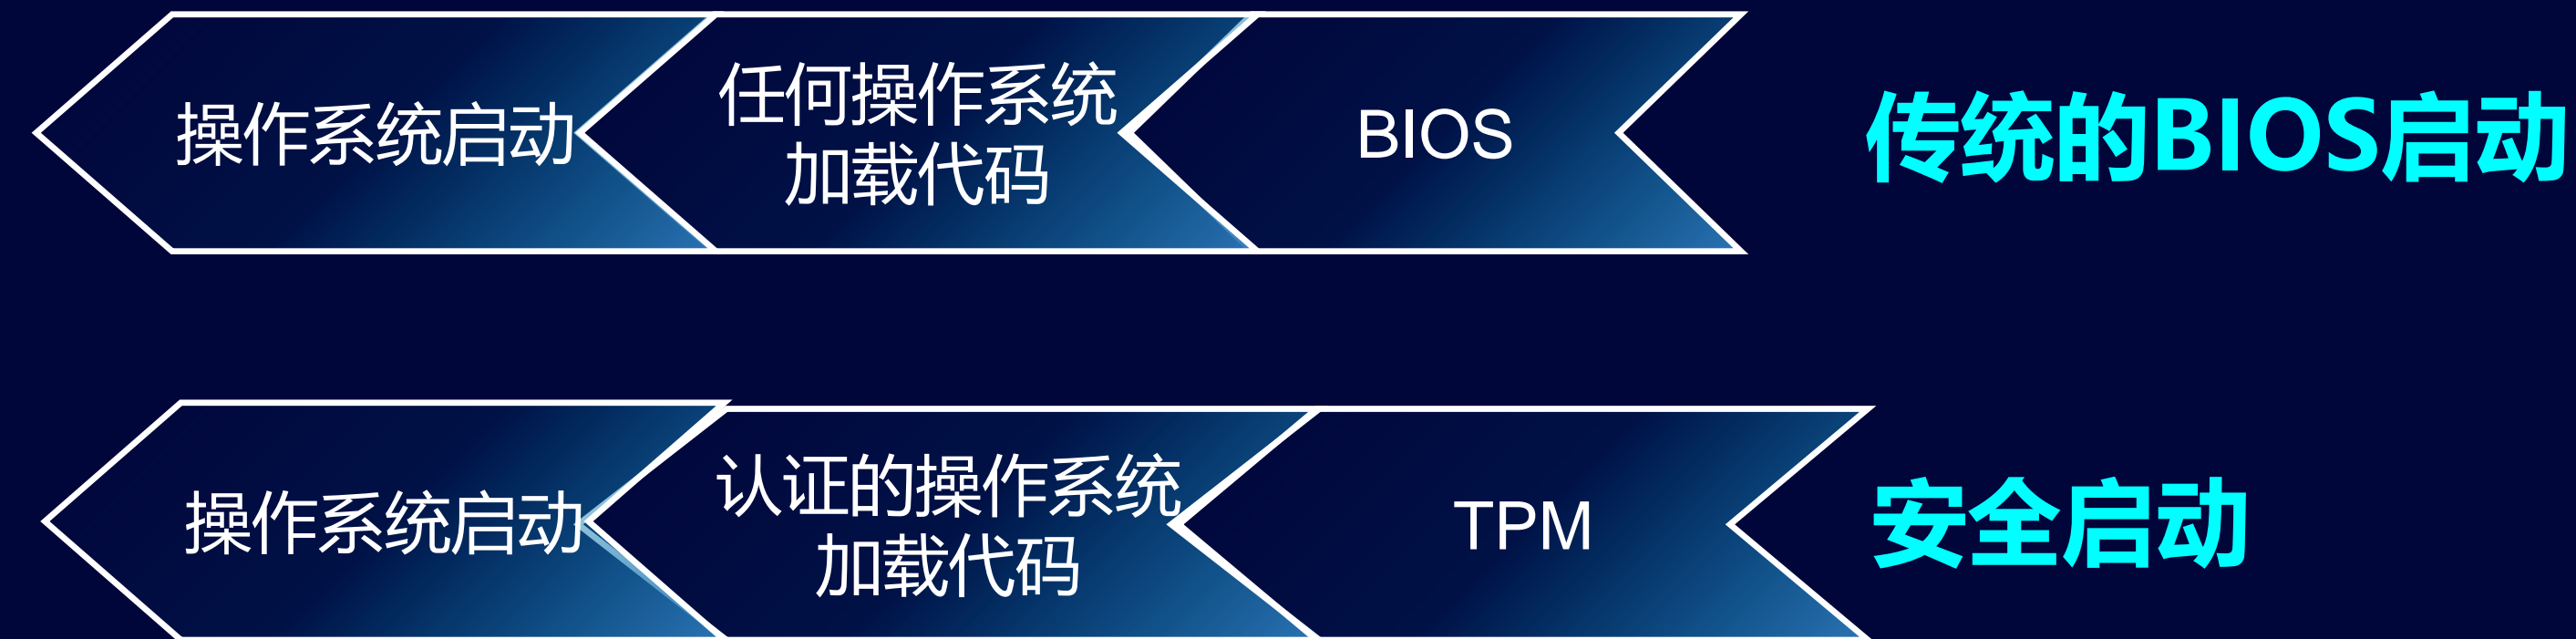 操作系统启动
任何操作系统
加载代码
BIOS
传统的BIOS启动
操作系统启动
认证的操作系统
加载代码
TPM
安全启动